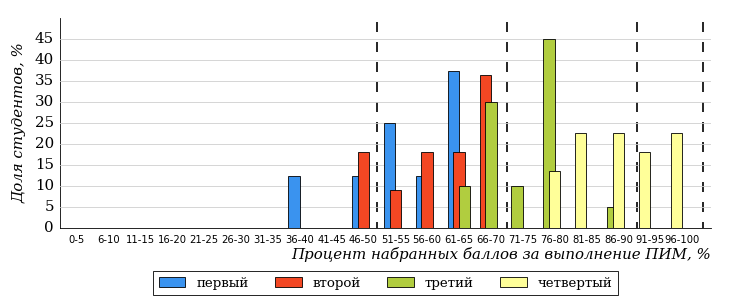 Доля студентов, %
45
40
35
30
25
20
15
10
5
0
0-5 6-10 11-15 16-20 21-25 26-30 31-35 36-40 41-45 46-50 51-55 56-60 61-65 66-70 71-75 76-80 81-85 86-90 91-95 96-100
Процент набранных баллов за выполнение ПИМ, %
первый второй третий четвертый